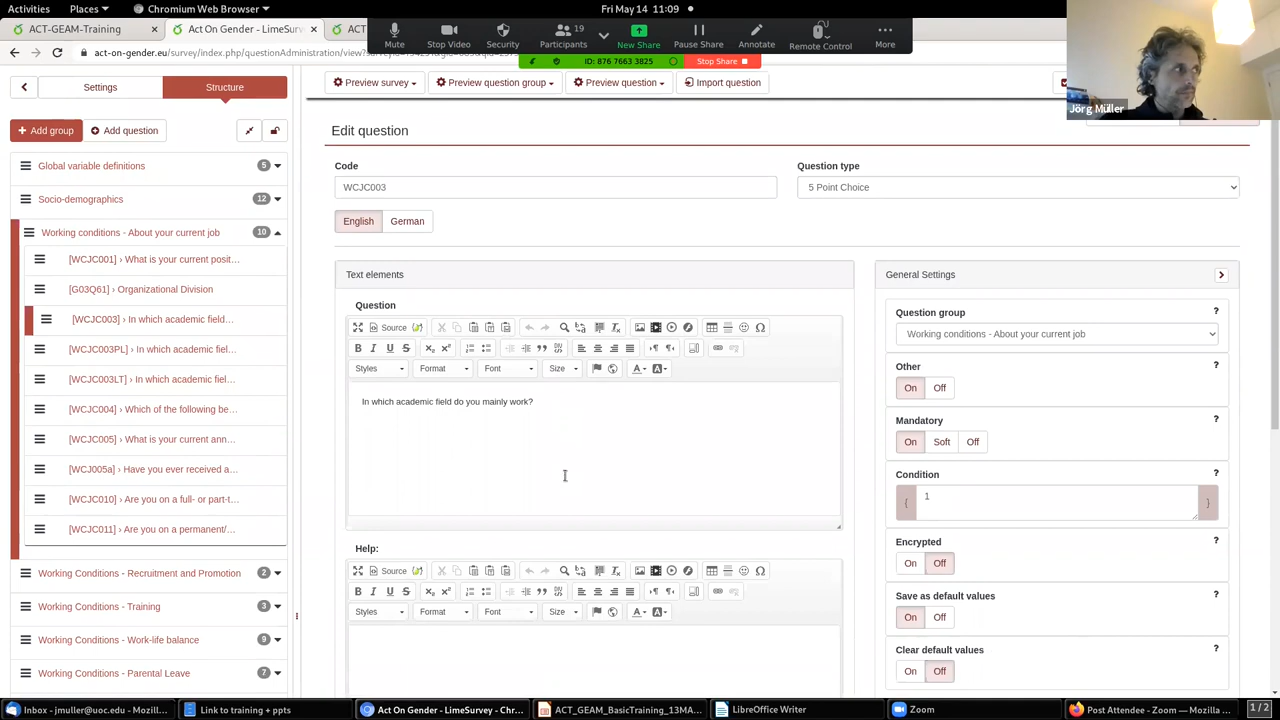 Activities Places Chromium Web Browser Fri May 14 11:09
ACT-GEAM-Training × Act On Gender - LimeSurve × ACT
act-on-gender.eu/survey/index.php/questionAdministration/view?
Mute Stop Video Security Participants 19 New Share Pause Share Annotate Remote Control More
ID: 876 7663 3825 Stop Share
Jörg Müller
Settings Structure
Preview survey Preview question group Preview question Import question
+ Add group Add question
Edit question
Global variable definitions 5
Socio-demographics 12
Working conditions - About your current job 10
[WCJC001] › What is your current posit...
[G03Q61] › Organizational Division
[WCJC003] › In which academic field...
[WCJC003PL] › In which academic fiel...
[WCJC003LT] › In which academic fiel...
[WCJC004] › Which of the following be...
[WCJC005] › What is your current ann...
[WCJ005a] › Have you ever received a...
[WCJC010] › Are you on a full- or part-t...
[WCJC011] › Are you on a permanent/...
Working Conditions - Recruitment and Promotion 2
Working Conditions - Training 3
Working Conditions - Work-life balance 9
Working Conditions - Parental Leave 7
Code
WCJC003
Question type
5 Point Choice
English German
Text elements
Question
Source
B I U S
Styles Format Font Size A A
In which academic field do you mainly work?
Help:
Source
B I U S
Styles Format Font Size A A
General Settings
Question group ?
Working conditions - About your current job
Other ?
On Off
Mandatory ?
On Soft Off
Condition ?
{ 1 }
Encrypted ?
On Off
Save as default values ?
On Off
Clear default values ?
On Off
Inbox - jmuller@uoc.edu - Mozill...
Link to training + ppts
Act On Gender - LimeSurvey - Chr...
ACT_GEAM_BasicTraining_13MA...
LibreOffice Writer
Zoom
Post Attendee - Zoom — Mozilla ...
1 / 2